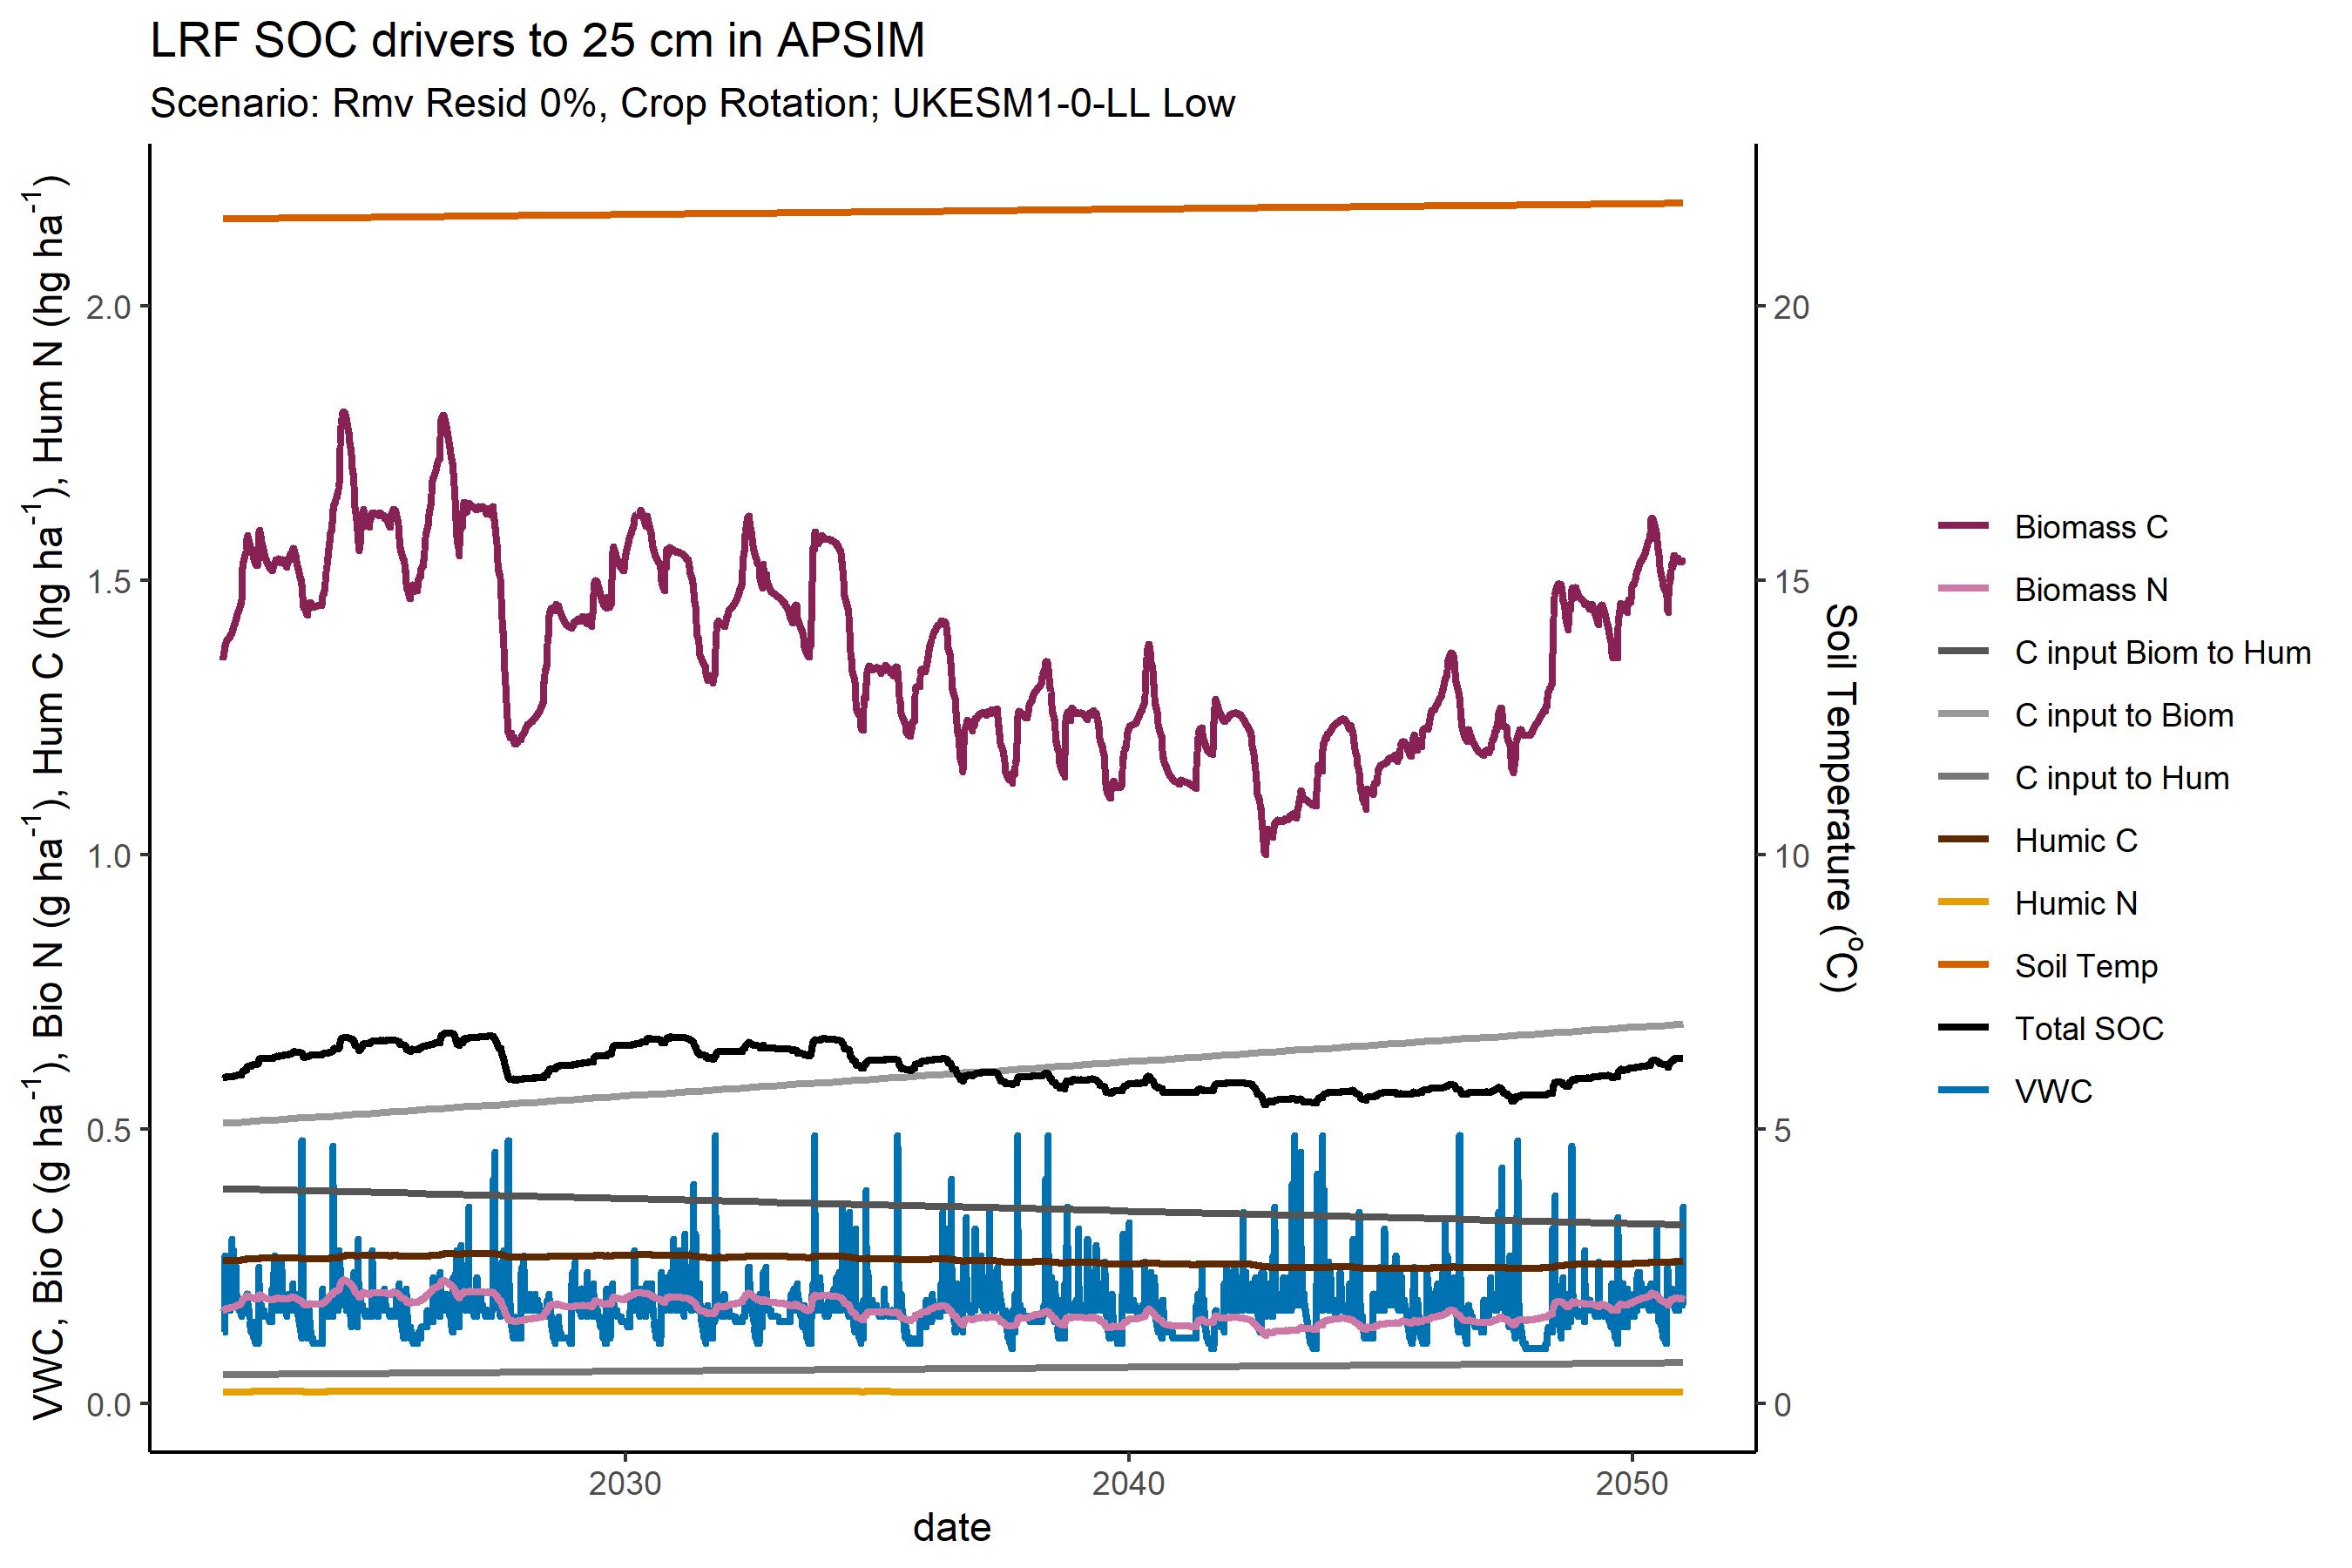 LRF SOC drivers to 25 cm in APSIM
Scenario: Rmv Resid 0%, Crop Rotation; UKESM1-0-LL Low
VWC, Bio C (g ha⁻¹), Bio N (g ha⁻¹), Hum C (hg ha⁻¹), Hum N (hg ha⁻¹)
2.0
1.5
1.0
0.5
0.0
20
15
10
5
0
Soil Temperature (°C)
2030
2040
2050
date
Biomass C
Biomass N
C input Biom to Hum
C input to Biom
C input to Hum
Humic C
Humic N
Soil Temp
Total SOC
VWC